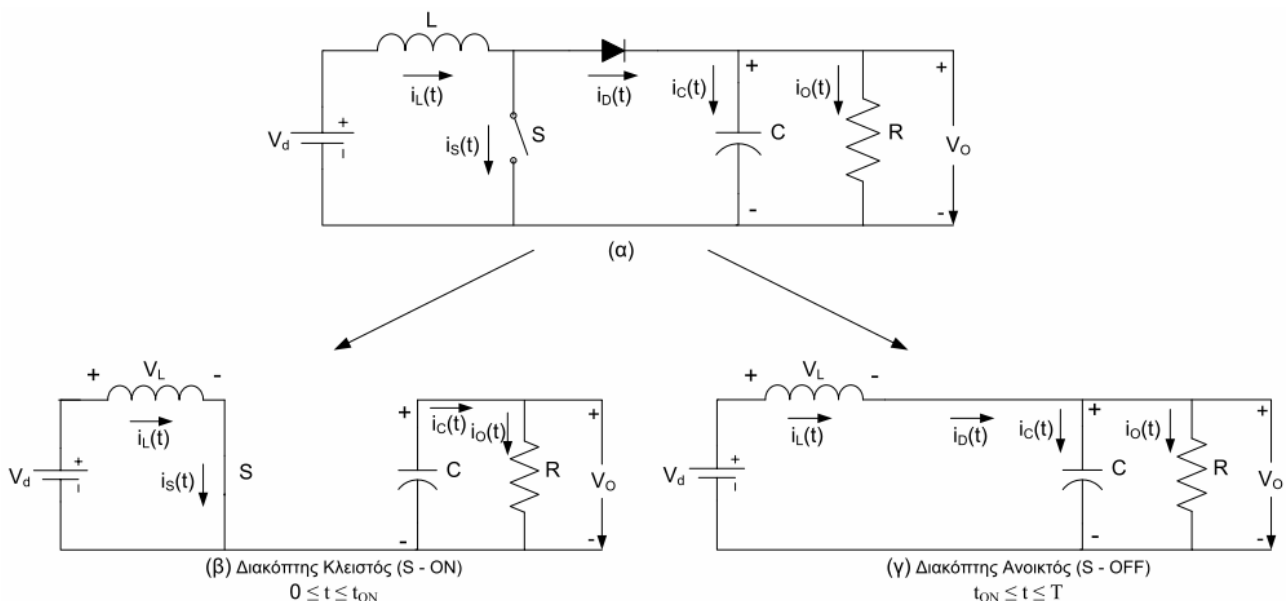 L
i_L(t)
i_D(t)
i_C(t)
+
i_O(t)
+
V_d
+
i_S(t)
S
C
R
V_O
-
-
(α)
+
V_L
-
i_L(t)
V_d
+
i_S(t)
S
+
i_C(t)
i_O(t)
C
R
+
V_O
-
-
(β) Διακόπτης Κλειστός (S - ON)
0 ≤ t ≤ t_ON
+
V_L
-
i_L(t)
i_D(t)
i_C(t)
+
i_O(t)
+
V_d
+
C
R
V_O
-
-
(γ) Διακόπτης Ανοικτός (S - OFF)
t_ON ≤ t ≤ T